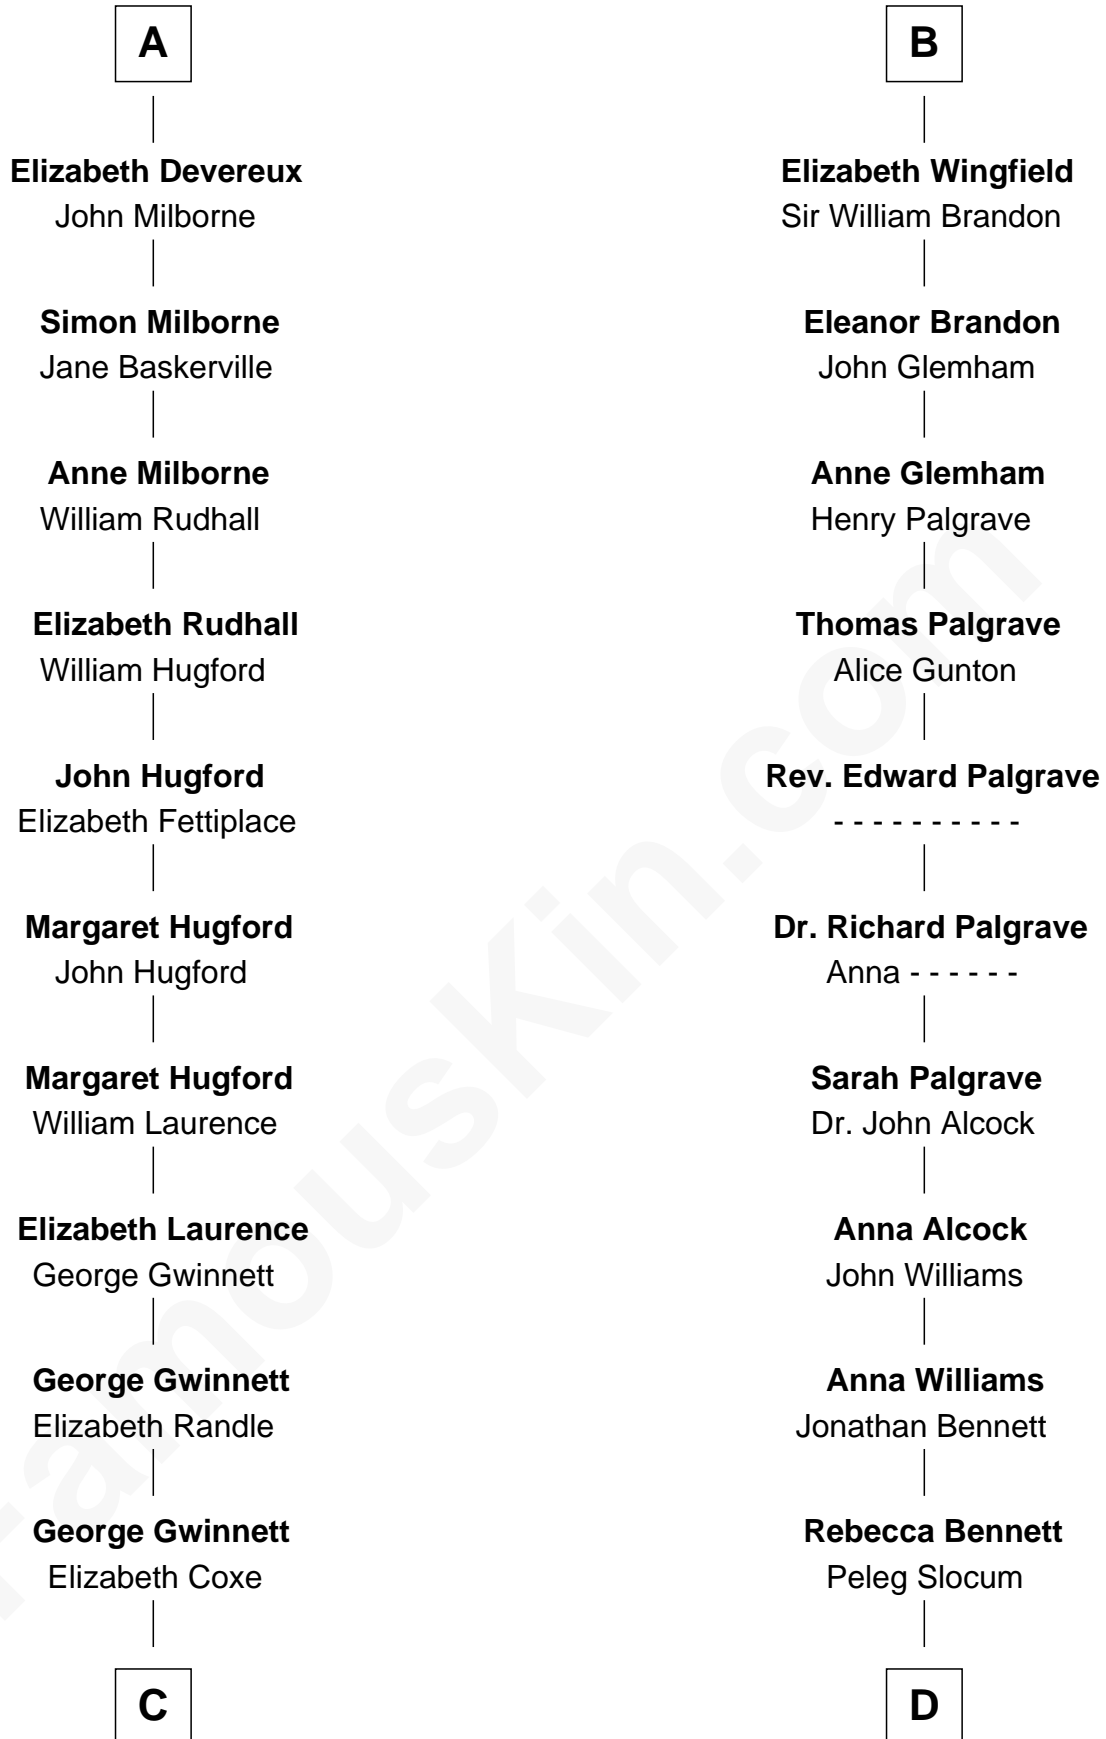 A
Elizabeth Devereux
John Milborne
Simon Milborne
Jane Baskerville
Anne Milborne
William Rudhall
Elizabeth Rudhall
William Hugford
John Hugford
Elizabeth Fettiplace
Margaret Hugford
John Hugford
Margaret Hugford
William Laurence
Elizabeth Laurence
George Gwinnett
George Gwinnett
Elizabeth Randle
George Gwinnett
Elizabeth Coxe
C
B
Elizabeth Wingfield
Sir William Brandon
Eleanor Brandon
John Glemham
Anne Glemham
Henry Palgrave
Thomas Palgrave
Alice Gunton
Rev. Edward Palgrave
- - - - - - - - - -
Dr. Richard Palgrave
Anna - - - - - -
Sarah Palgrave
Dr. John Alcock
Anna Alcock
John Williams
Anna Williams
Jonathan Bennett
Rebecca Bennett
Peleg Slocum
D
FamousKin.com